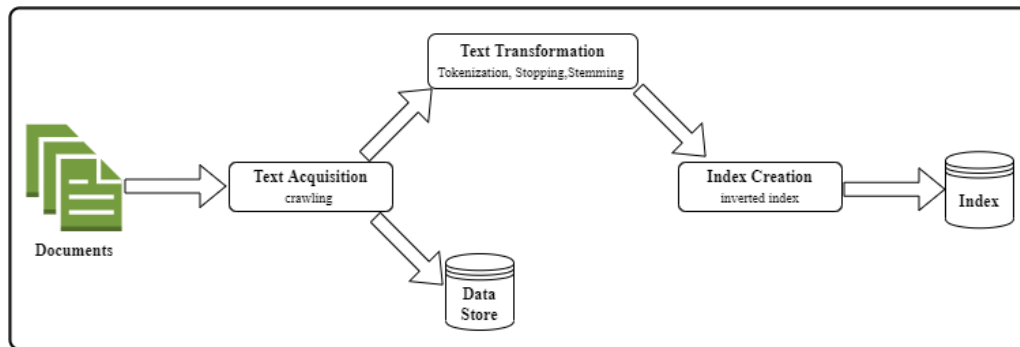 Text Transformation
Tokenization, Stopping,Stemming
Text Acquisition
crawling
Index Creation
inverted index
Index
Documents
Data
Store